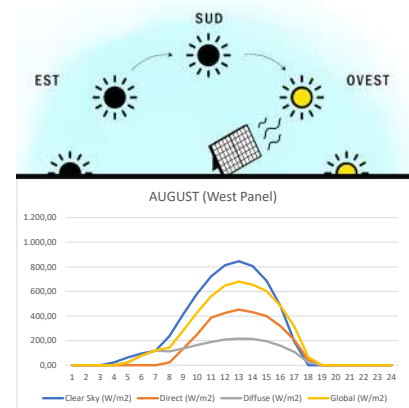 SUD
EST
OVEST
AUGUST (West Panel)
1.200,00
1.000,00
800,00
600,00
400,00
200,00
0,00
1 2 3 4 5 6 7 8 9 10 11 12 13 14 15 16 17 18 19 20 21 22 23 24
Clear Sky (W/m2) Direct (W/m2) Diffuse (W/m2) Global (W/m2)